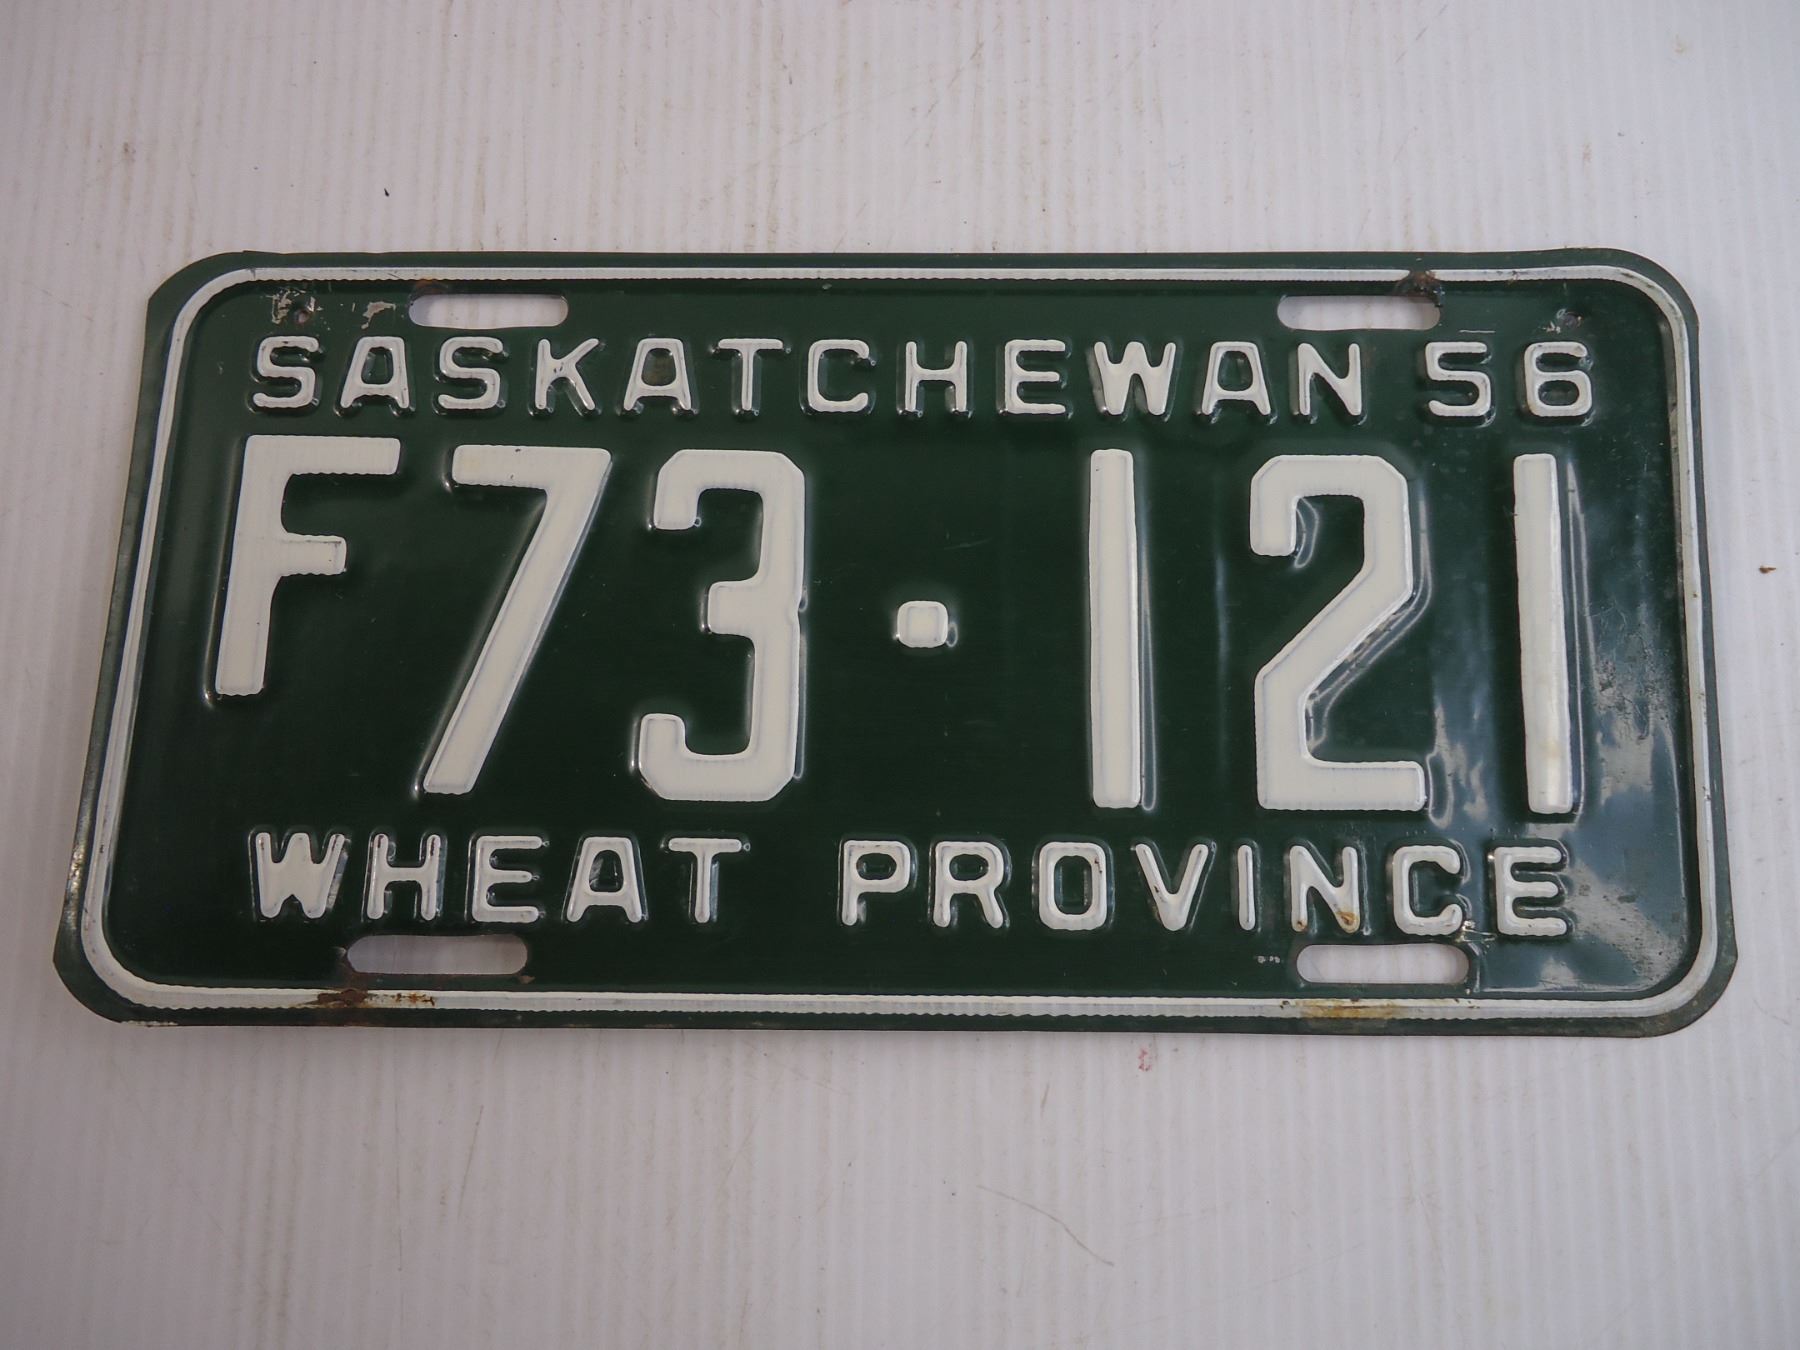 SASKATCHEWAN 56
F73·121
WHEAT PROVINCE